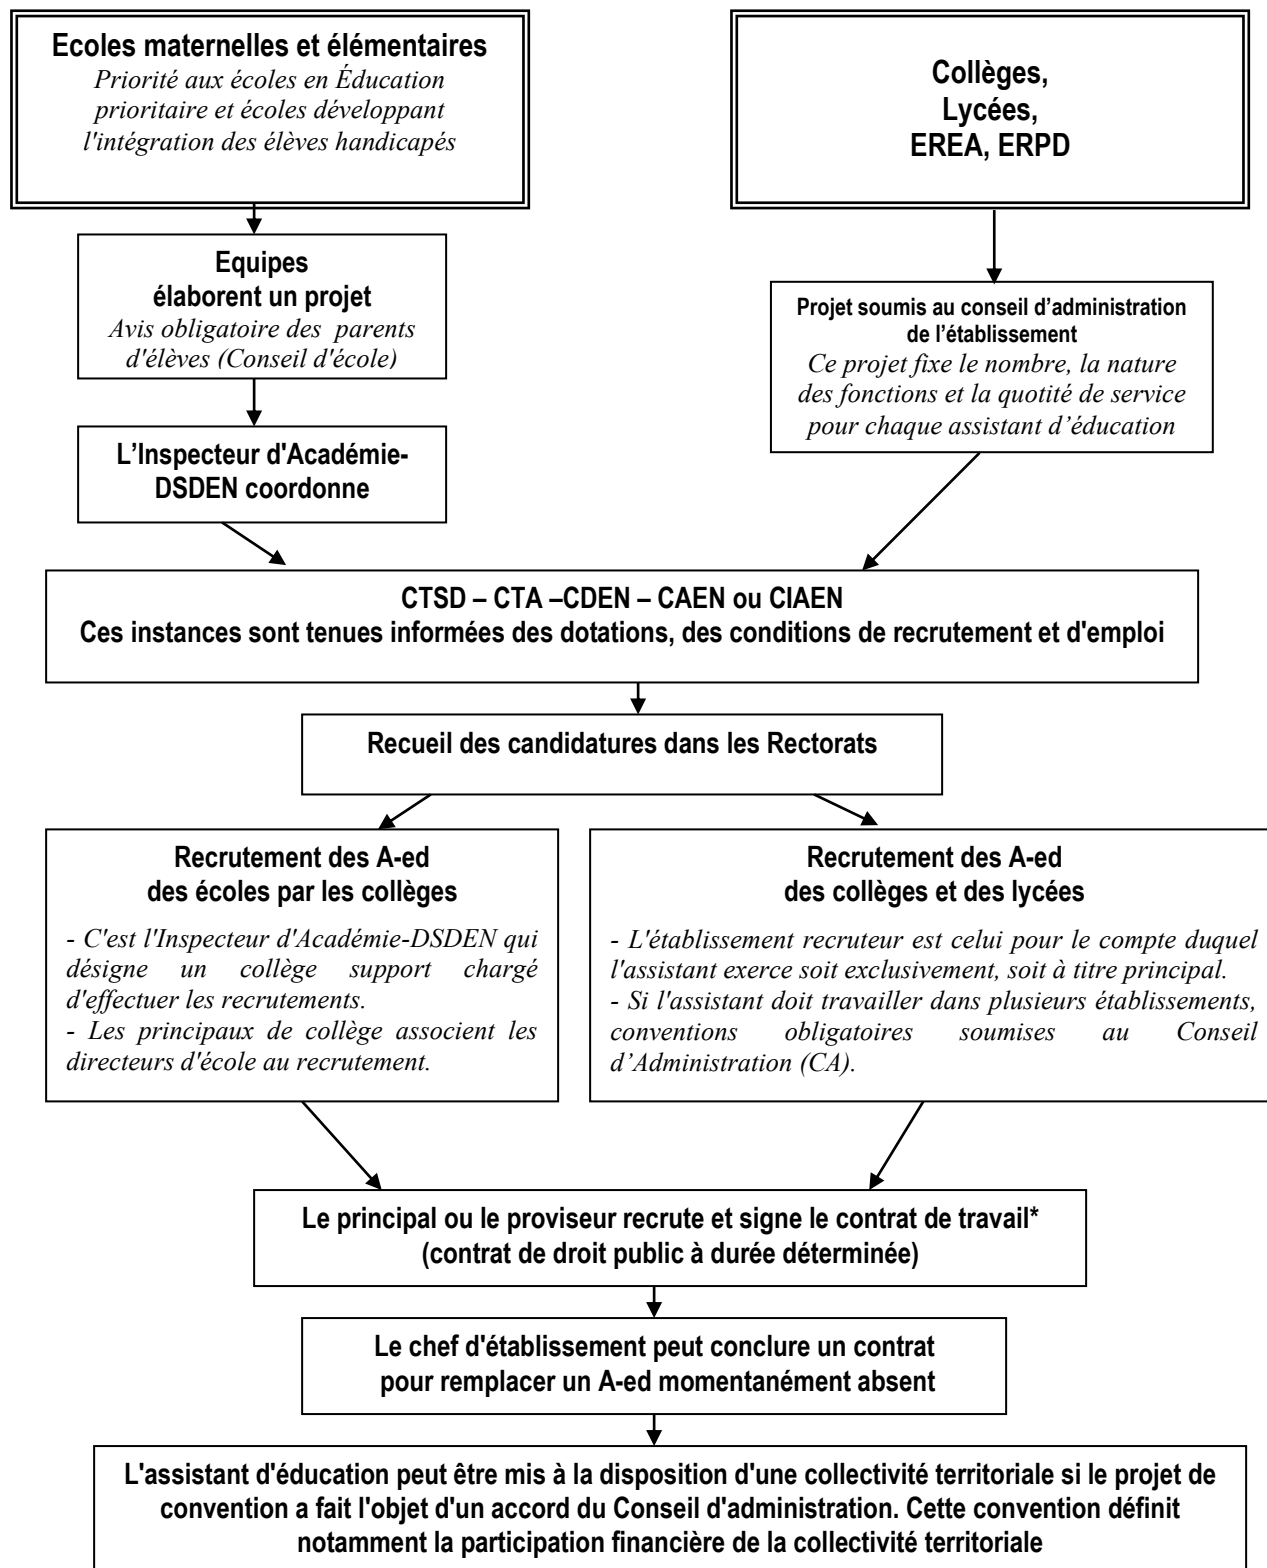 Ecoles maternelles et élémentaires
Priorité aux écoles en Éducation
prioritaire et écoles développant
l'intégration des élèves handicapés
Collèges,
Lycées,
EREA, ERPD
Equipes
élaborent un projet
Avis obligatoire des parents
d'élèves (Conseil d'école)
Projet soumis au conseil d’administration
de l’établissement
Ce projet fixe le nombre, la nature
des fonctions et la quotité de service
pour chaque assistant d’éducation
L’Inspecteur d'Académie-
DSDEN coordonne
CTSD – CTA –CDEN – CAEN ou CIAEN
Ces instances sont tenues informées des dotations, des conditions de recrutement et d'emploi
Recueil des candidatures dans les Rectorats
Recrutement des A-ed
des écoles par les collèges
- C'est l'Inspecteur d'Académie-DSDEN qui
désigne un collège support chargé
d'effectuer les recrutements.
- Les principaux de collège associent les
directeurs d'école au recrutement.
Recrutement des A-ed
des collèges et des lycées
- L'établissement recruteur est celui pour le compte duquel
l'assistant exerce soit exclusivement, soit à titre principal.
- Si l'assistant doit travailler dans plusieurs établissements,
conventions obligatoires soumises au Conseil
d’Administration (CA).
Le principal ou le proviseur recrute et signe le contrat de travail*
(contrat de droit public à durée déterminée)
Le chef d'établissement peut conclure un contrat
pour remplacer un A-ed momentanément absent
L'assistant d'éducation peut être mis à la disposition d'une collectivité territoriale si le projet de
convention a fait l'objet d'un accord du Conseil d'administration. Cette convention définit
notamment la participation financière de la collectivité territoriale